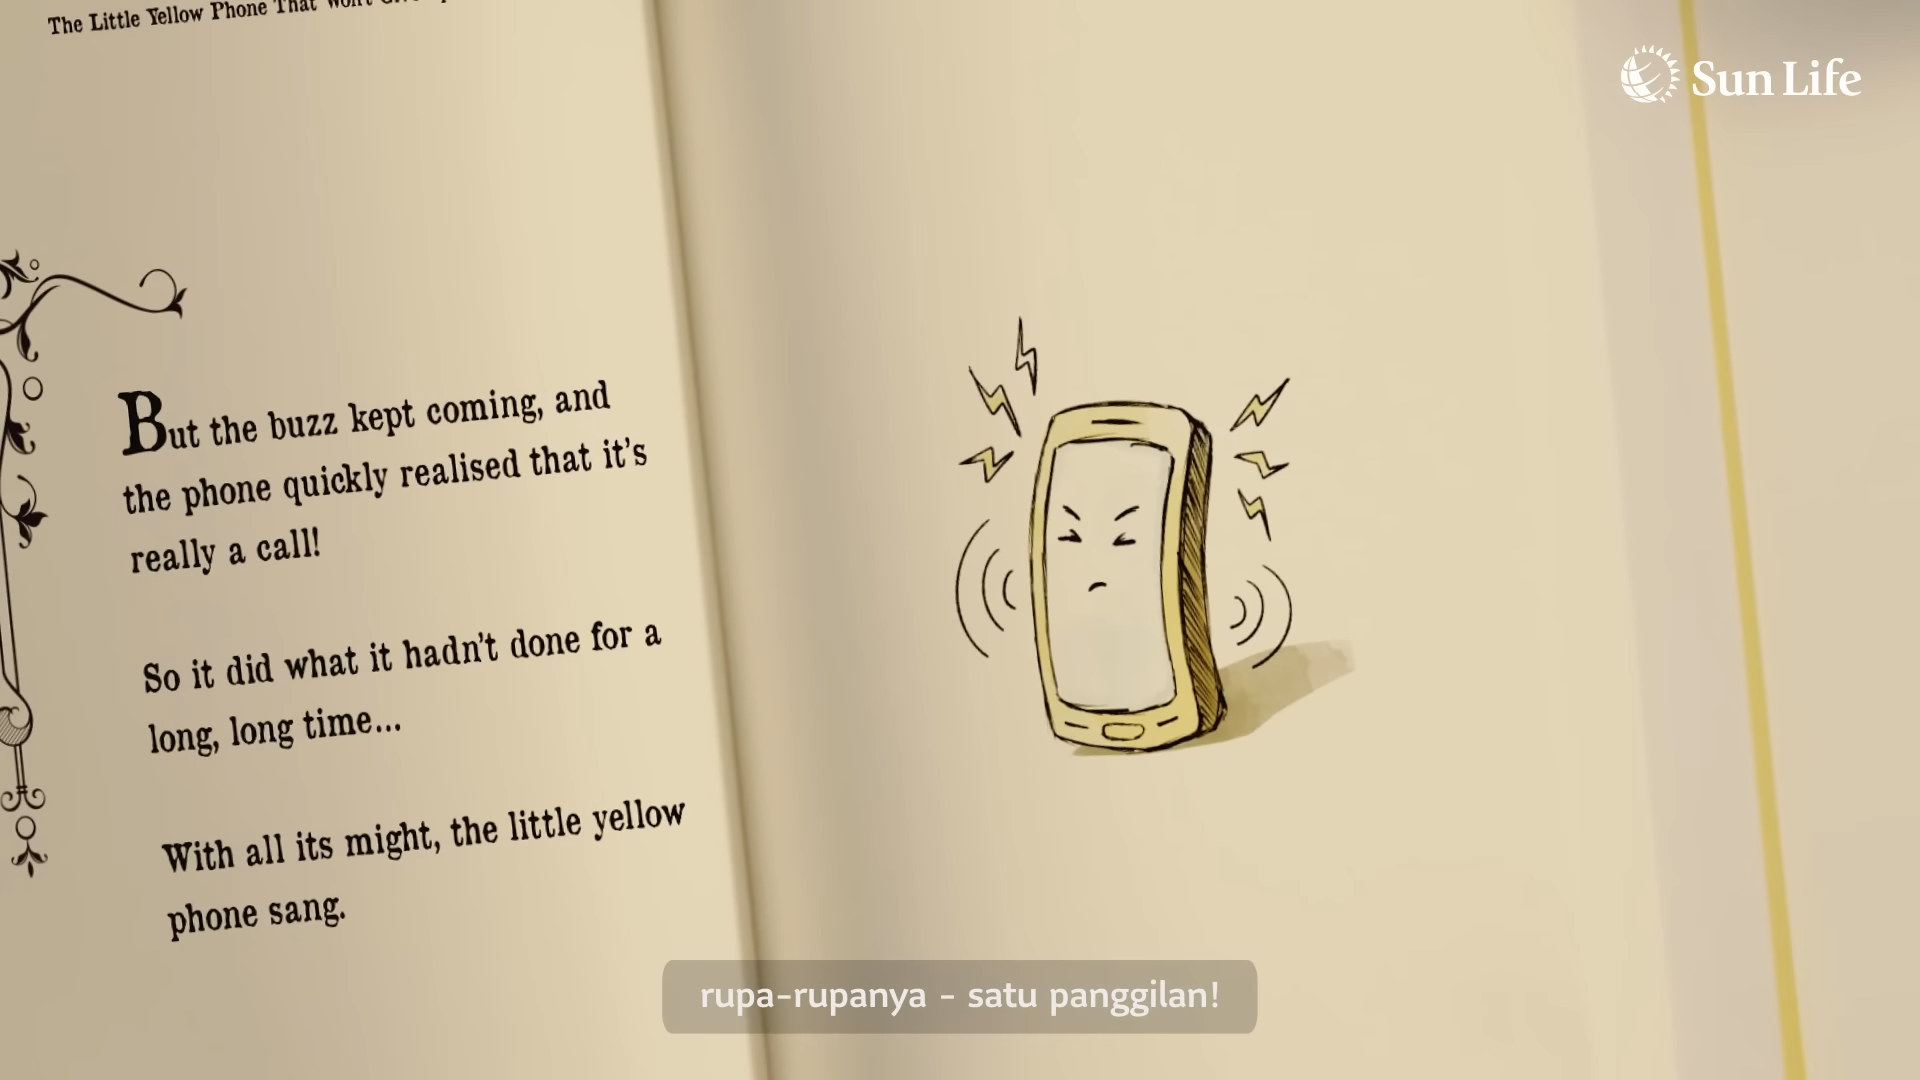 The Little Yellow Phone That Won't
Sun Life
But the buzz kept coming, and
the phone quickly realised that it's
really a call!
So it did what it hadn't done for a
long, long time...
With all its might, the little yellow
phone sang.
rupa-rupanya - satu panggilan!